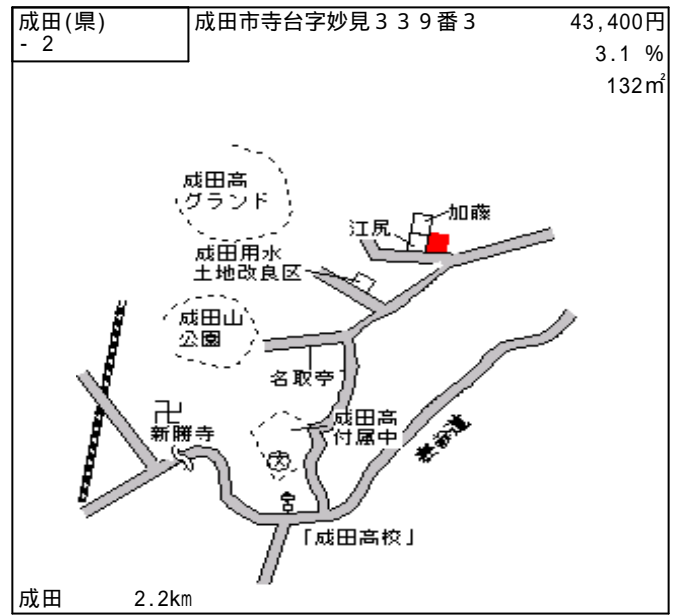 成田(県)
- 2
成田市寺台字妙見３３９番３
43,400円
3.1 %
132㎡
成田高
グランド
加藤
江尻
成田用水
土地改良区
成田山
公園
名取亭
成田高
付属中
新勝寺
「成田高校」
成田 2.2km